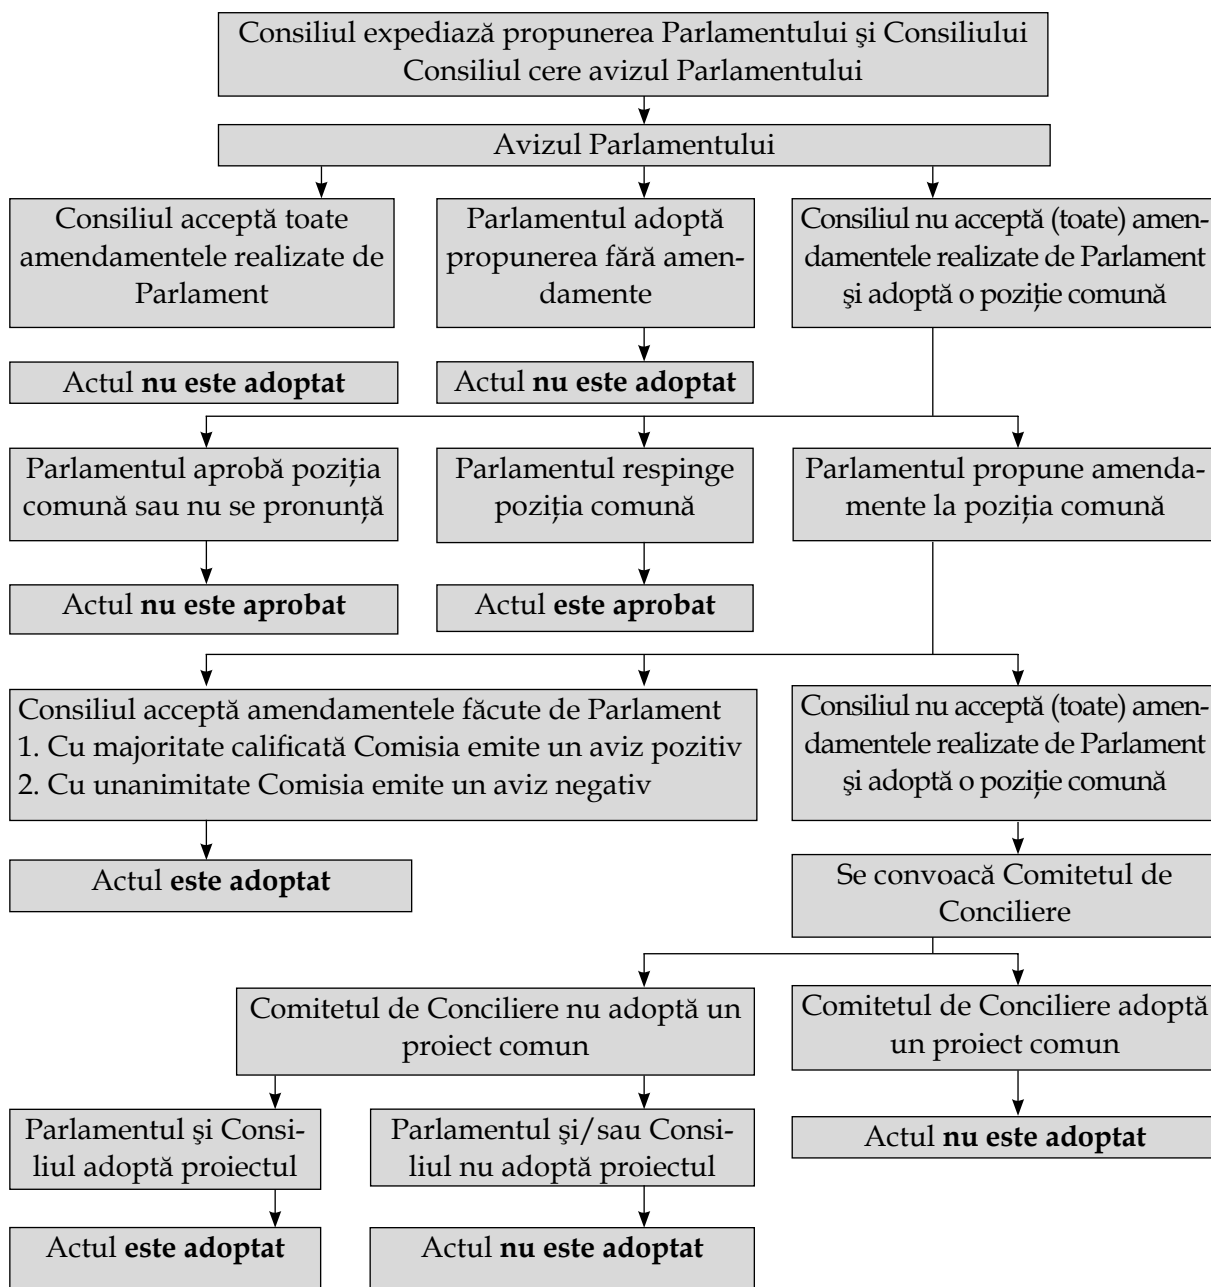 Consiliul expediază propunerea Parlamentului şi Consiliului
Consiliul cere avizul Parlamentului
Avizul Parlamentului
Consiliul acceptă toate
amendamentele realizate de
Parlament
Parlamentul adoptă
propunerea fără amen-
damente
Consiliul nu acceptă (toate) amen-
damentele realizate de Parlament
şi adoptă o poziţie comună
Actul nu este adoptat
Actul nu este adoptat
Parlamentul aprobă poziţia
comună sau nu se pronunţă
Parlamentul respinge
poziţia comună
Parlamentul propune amenda-
mente la poziţia comună
Actul nu este aprobat
Actul este aprobat
Consiliul acceptă amendamentele făcute de Parlament
1. Cu majoritate calificată Comisia emite un aviz pozitiv
2. Cu unanimitate Comisia emite un aviz negativ
Consiliul nu acceptă (toate) amen-
damentele realizate de Parlament
şi adoptă o poziţie comună
Actul este adoptat
Se convoacă Comitetul de
Conciliere
Comitetul de Conciliere nu adoptă un
proiect comun
Comitetul de Conciliere adoptă
un proiect comun
Parlamentul şi Consi-
liul adoptă proiectul
Parlamentul şi/sau Consi-
liul nu adoptă proiectul
Actul nu este adoptat
Actul este adoptat
Actul nu este adoptat